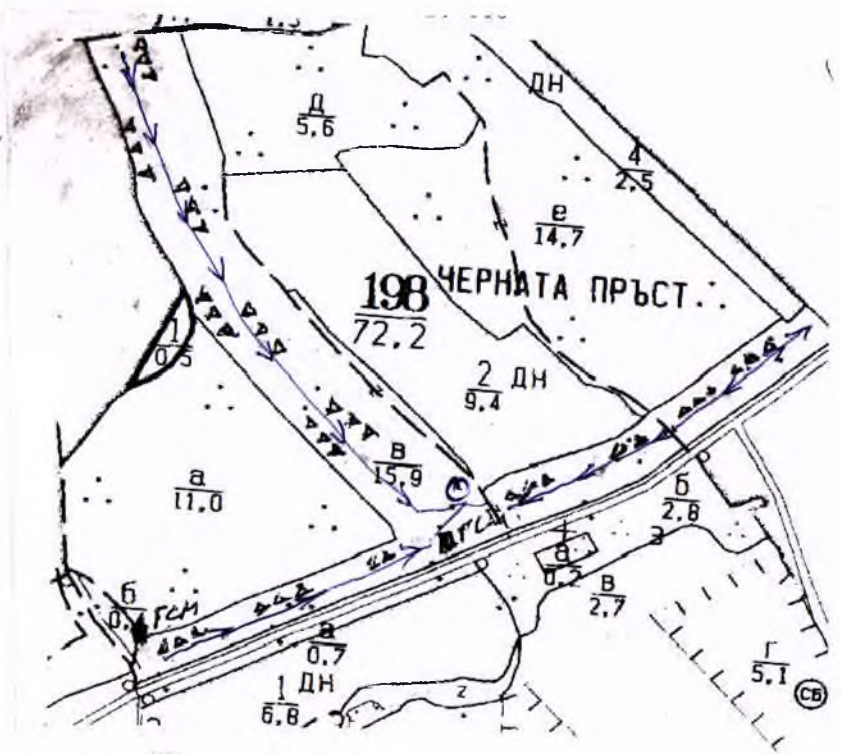 ДН
Д
5,6
4
2,5
е
14,7
198
72,2
ЧЕРНАТА ПРЪСТ
1
0,5
2 ДН
9,4
в
15,9
а
11,0
б
2,8
ГСМ
а
0,2
З
в
2,7
б
ГСМ
а
0,7
г
5,1
СБ
1 ДН
6,8
2